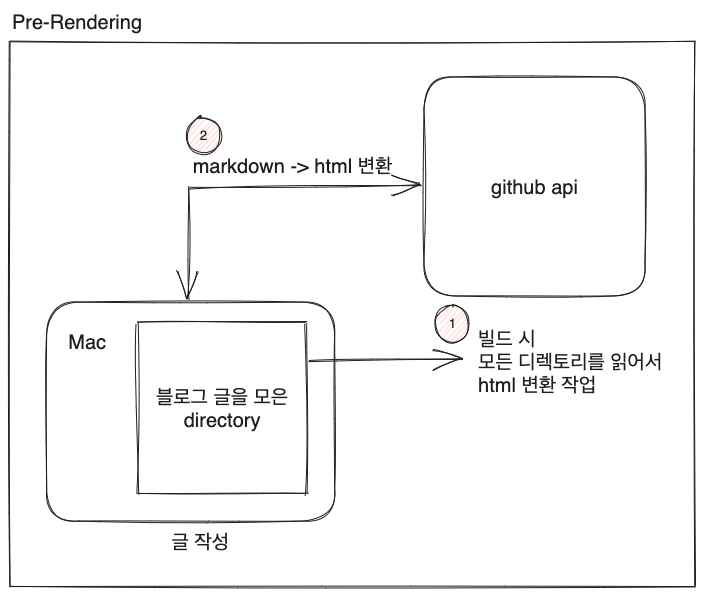 Pre-Rendering
2
markdown -> html 변환
github api
1
빌드 시
모든 디렉토리를 읽어서
html 변환 작업
Mac
블로그 글을 모은
directory
글 작성